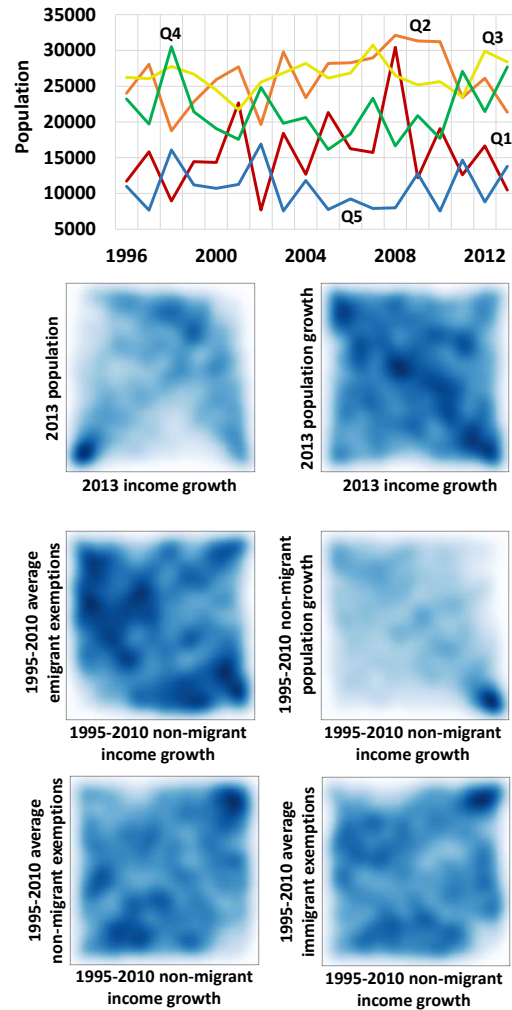 35000
30000
25000
20000
15000
10000
5000
Population
Q4
Q2
Q3
Q1
Q5
1996
2000
2004
2008
2012
2013 population
2013 income growth
2013 population growth
2013 income growth
1995-2010 average
emigrant exemptions
1995-2010 non-migrant
income growth
1995-2010 non-migrant
population growth
1995-2010 non-migrant
income growth
1995-2010 average
non-migrant exemptions
1995-2010 non-migrant
income growth
1995-2010 average
immigrant exemptions
1995-2010 non-migrant
income growth